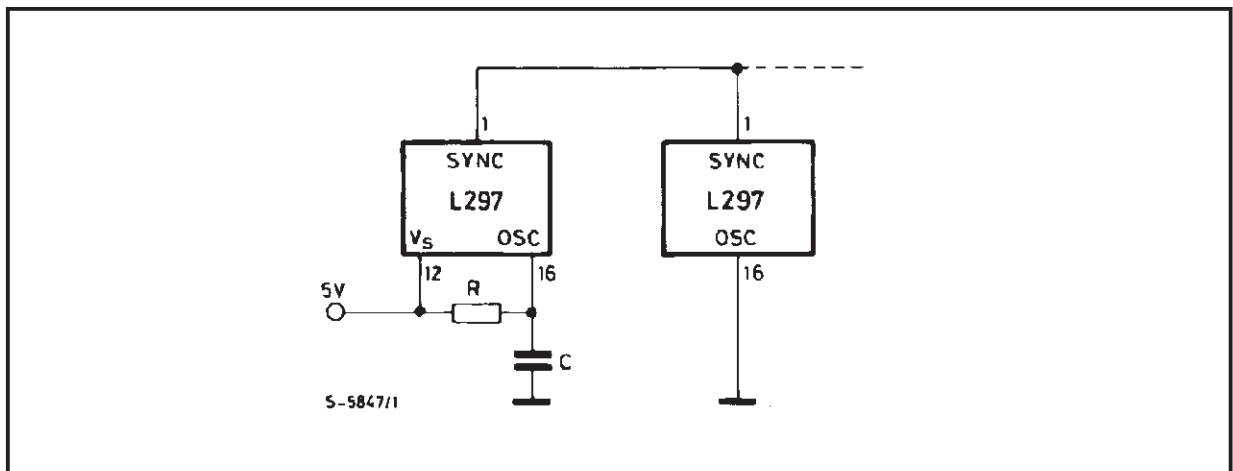 1
SYNC
L297
VS OSC
12
16
5V
R
C
S-5847/1
1
SYNC
L297
OSC
16